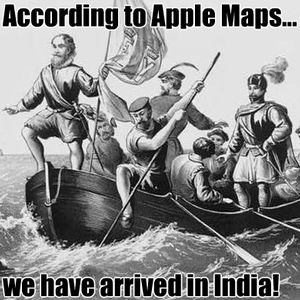 According to Apple Maps...
we have arrived in India!